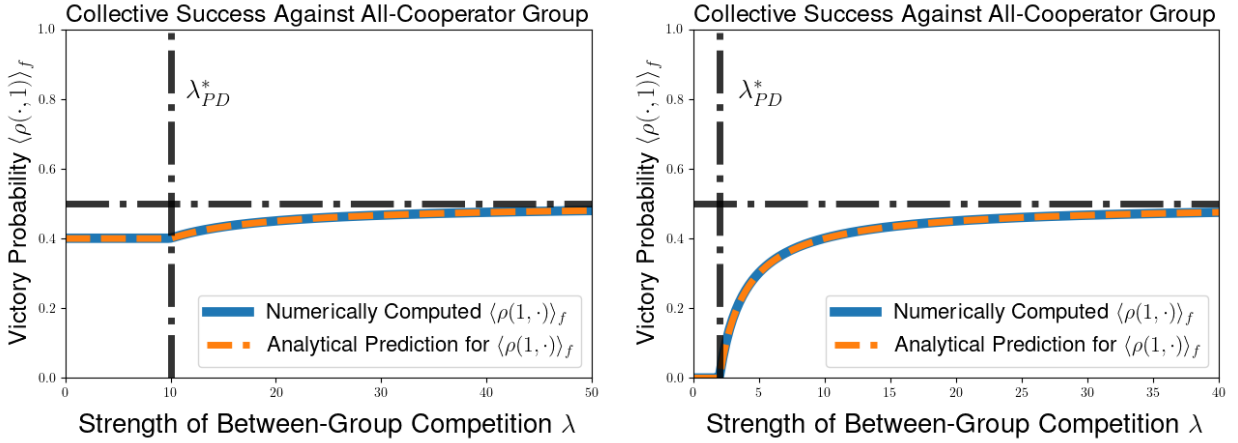 Collective Success Against All-Cooperator Group
Victory Probability ⟨ρ(·, 1)⟩_f
1.0
0.8
0.6
0.4
0.2
0.0
λ*_PD
Numerically Computed ⟨ρ(1, ·)⟩_f
Analytical Prediction for ⟨ρ(1, ·)⟩_f
0 10 20 30 40 50
Strength of Between-Group Competition λ
Collective Success Against All-Cooperator Group
Victory Probability ⟨ρ(·, 1)⟩_f
1.0
0.8
0.6
0.4
0.2
0.0
λ*_PD
Numerically Computed ⟨ρ(1, ·)⟩_f
Analytical Prediction for ⟨ρ(1, ·)⟩_f
0 5 10 15 20 25 30 35 40
Strength of Between-Group Competition λ